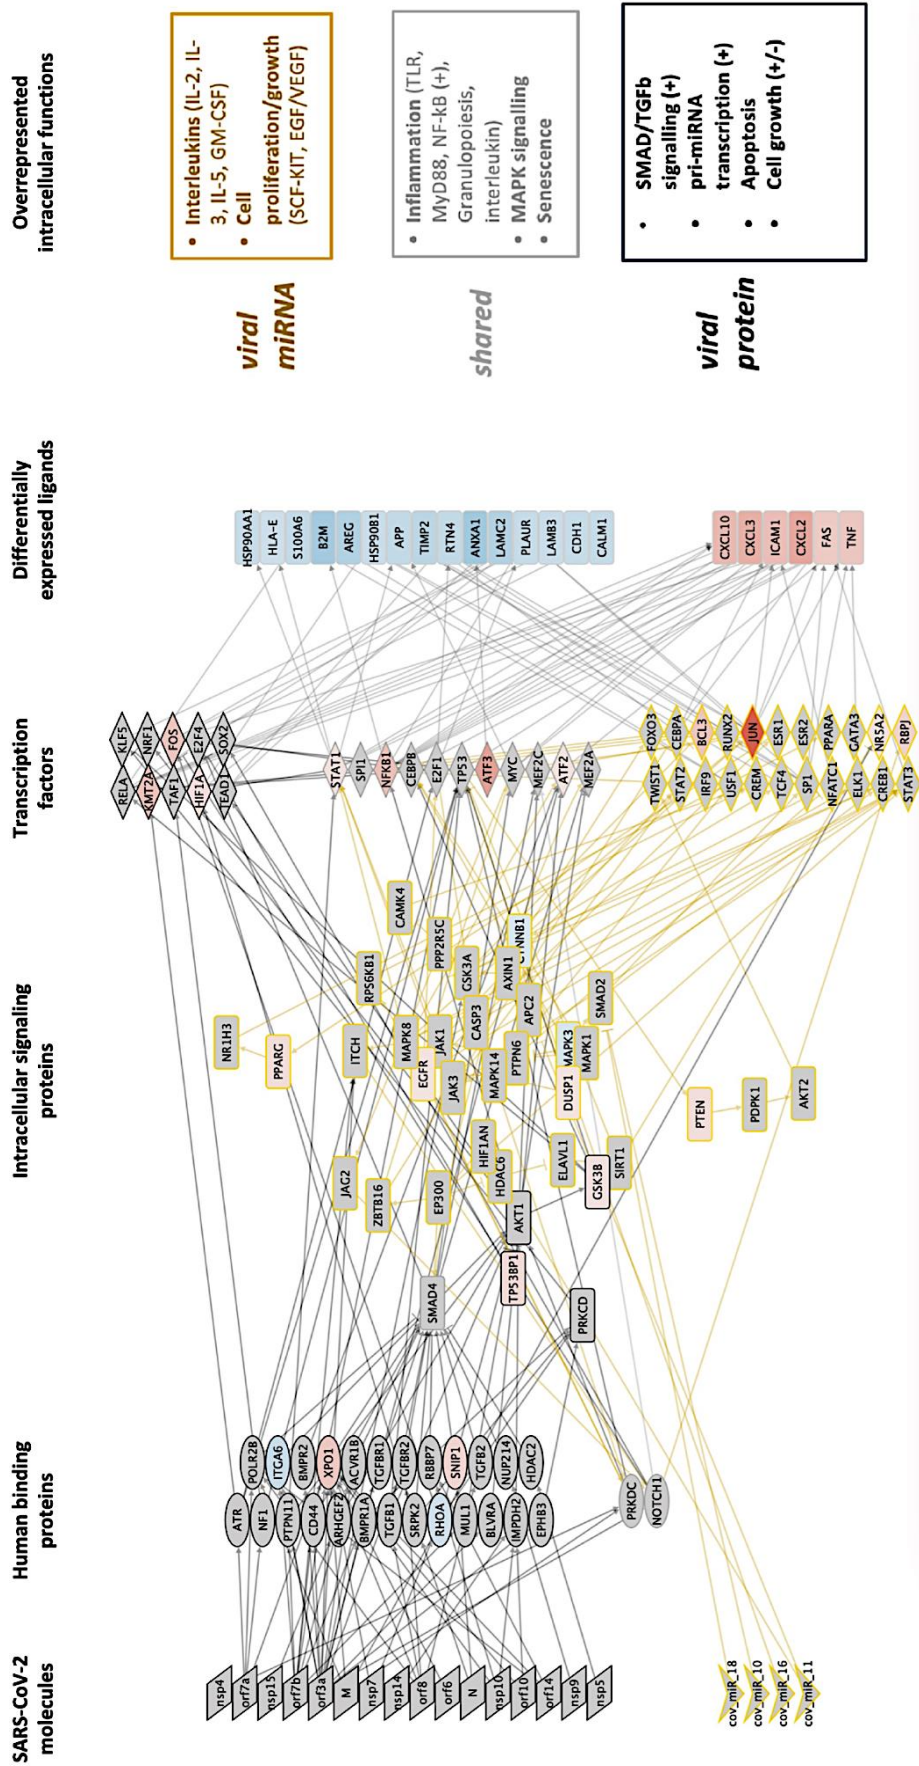 SARS-CoV-2
molecules
Human binding
proteins
Intracellular signaling
proteins
Transcription
factors
Differentially
expressed ligands
Overrepresented
intracellular functions
nsp4
orf7a
nsp15
orf7b
orf3a
M
nsp7
nsp14
orf8
orf6
N
nsp10
orf10
orf14
nsp9
nsp5
cov_miR_18
cov_miR_10
cov_miR_16
cov_miR_11
ATR
NF1
PTPN11
CD44
ARHGEF2
BMPR1A
TGFB1
SRPK2
RHOA
MUL1
BLVRA
IMPDH2
EPHB3
POLR2B
ITGA6
BMPR2
XPO1
ACVR1B
TGFBR1
TGFBR2
RBBP7
SNIP1
TGFB2
NUP214
HDAC2
PRKDC
NOTCH1
SMAD4
TP53BP1
PRKCD
AKT1
JAG2
ZBTB16
EP300
HIF1AN
HDAC6
ELAVL1
GSK3B
SIRT1
NR1H3
PPARG
ITCH
RPS6KB1
MAPK8
EGFR
JAK1
JAK3
CASP3
MAPK14
PTPN6
APC2
AXIN1
GSK3A
PPP2R5C
CAMK4
MAPK3
DUSP1
MAPK1
SMAD2
PTEN
PDPK1
AKT2
RELA
KMT2A
TAF1
HIF1A
TEAD1
KLF5
NRF1
FOS
E2F4
SOX2
STAT1
SPI1
NFKB1
CEBPB
E2F1
TP53
ATF3
MYC
MEF2C
ATF2
MEF2A
TWIST1
STAT2
IRF9
USF1
CREM
TCF4
SP1
NFATC1
ELK1
CREB1
STAT3
FOXO3
CEBPA
BCL3
RUNX2
JUN
ESR1
ESR2
PPARA
GATA3
NR5A2
RBPJ
HSP90AA1
HLA-E
S100A6
B2M
AREG
HSP90B1
APP
TIMP2
RTN4
ANXA1
LAMC2
PLAUR
LAMB3
CDH1
CALM1
CXCL10
CXCL3
ICAM1
CXCL2
FAS
TNF
viral
miRNA
• Interleukins (IL-2, IL-
3, IL-5, GM-CSF)
• Cell
proliferation/growth
(SCF-KIT, EGF/VEGF)
shared
• Inflammation (TLR,
MyD88, NF-kB (+),
Granulopoiesis,
interleukin)
• MAPK signalling
• Senescence
viral
protein
• SMAD/TGFb
signalling (+)
• pri-miRNA
transcription (+)
• Apoptosis
• Cell growth (+/-)